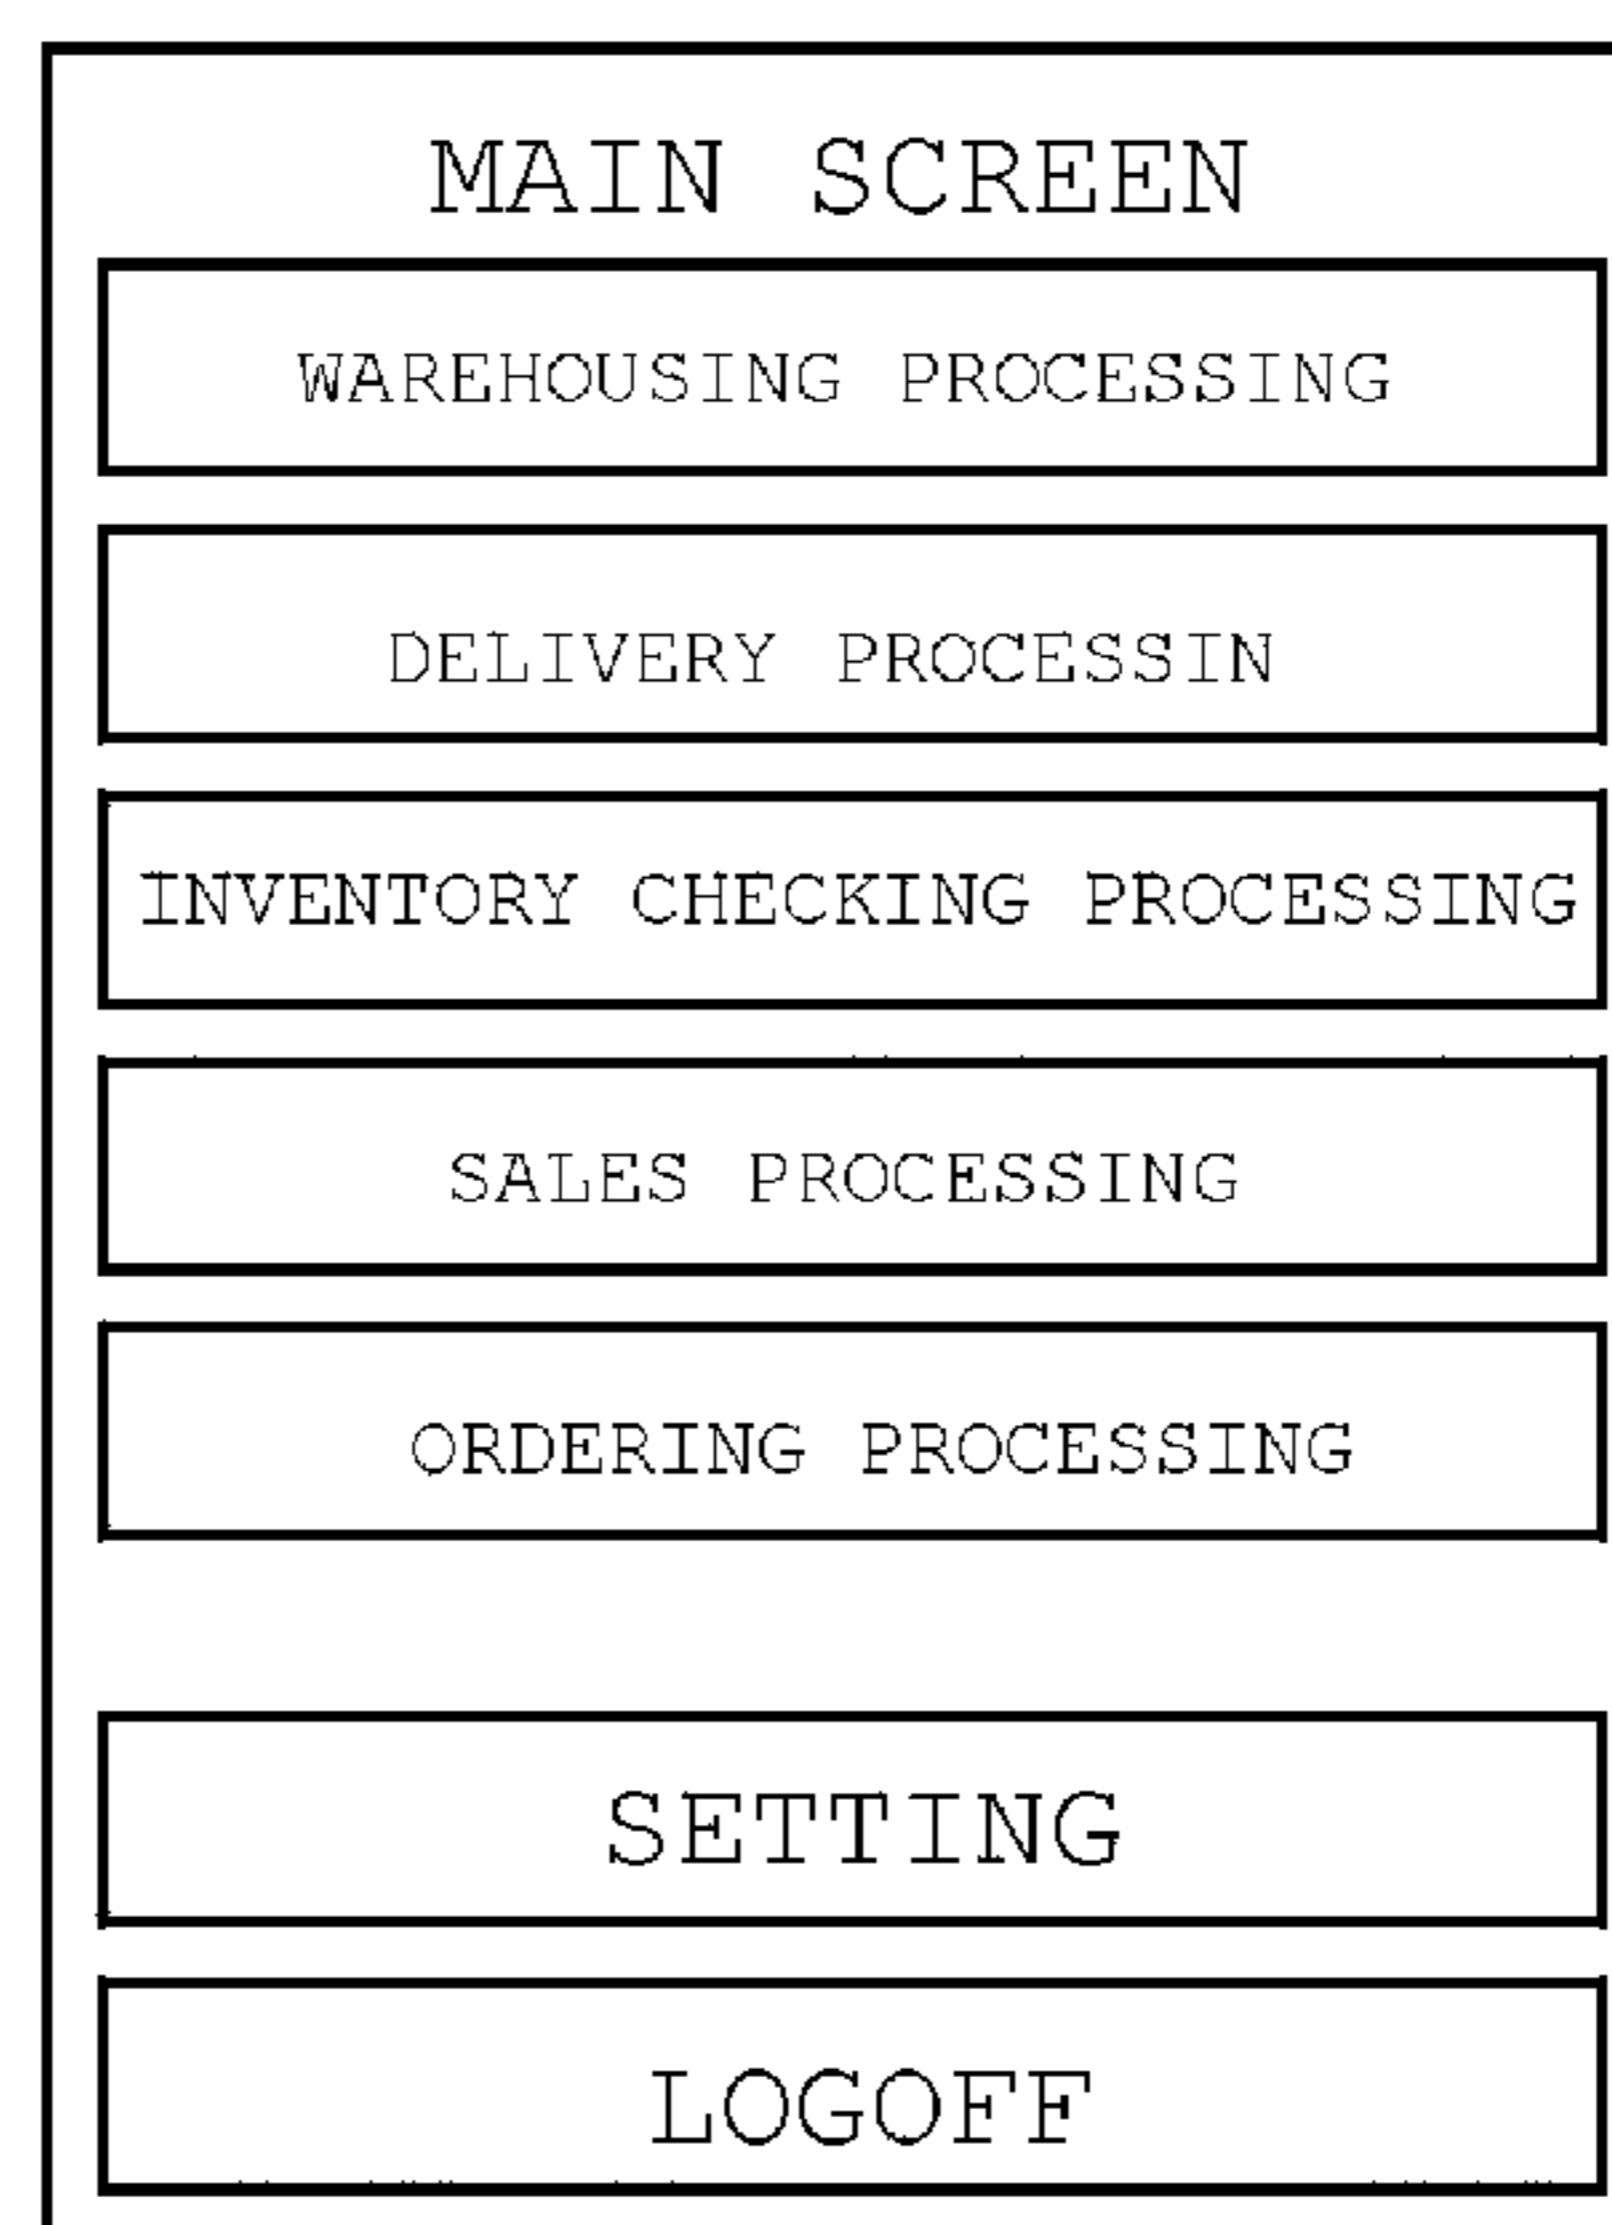 MAIN SCREEN
WAREHOUSING PROCESSING
DELIVERY PROCESSIN
INVENTORY CHECKING PROCESSING
SALES PROCESSING
ORDERING PROCESSING
SETTING
LOGOFF